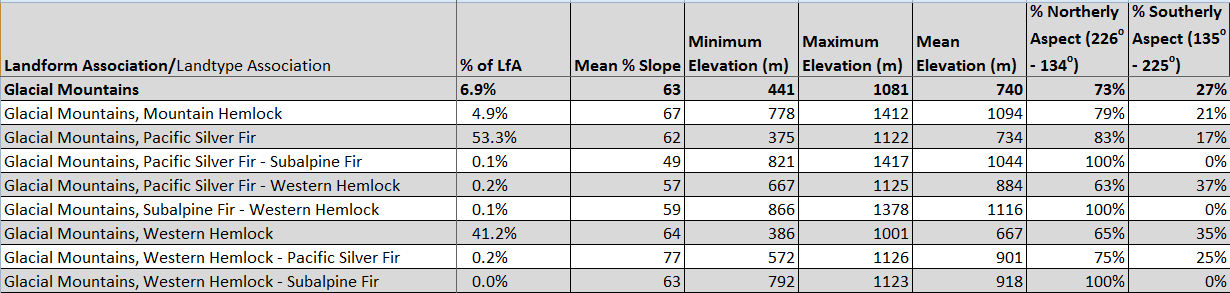 % Northerly % Southerly
Minimum Maximum Mean Aspect (226° Aspect (135°
Landform Association/Landtype Association % of LfA Mean % Slope Elevation (m) Elevation (m) Elevation (m) - 134°) - 225°)
Glacial Mountains 6.9% 63 441 1081 740 73% 27%
Glacial Mountains, Mountain Hemlock 4.9% 67 778 1412 1094 79% 21%
Glacial Mountains, Pacific Silver Fir 53.3% 62 375 1122 734 83% 17%
Glacial Mountains, Pacific Silver Fir - Subalpine Fir 0.1% 49 821 1417 1044 100% 0%
Glacial Mountains, Pacific Silver Fir - Western Hemlock 0.2% 57 667 1125 884 63% 37%
Glacial Mountains, Subalpine Fir - Western Hemlock 0.1% 59 866 1378 1116 100% 0%
Glacial Mountains, Western Hemlock 41.2% 64 386 1001 667 65% 35%
Glacial Mountains, Western Hemlock - Pacific Silver Fir 0.2% 77 572 1126 901 75% 25%
Glacial Mountains, Western Hemlock - Subalpine Fir 0.0% 63 792 1123 918 100% 0%